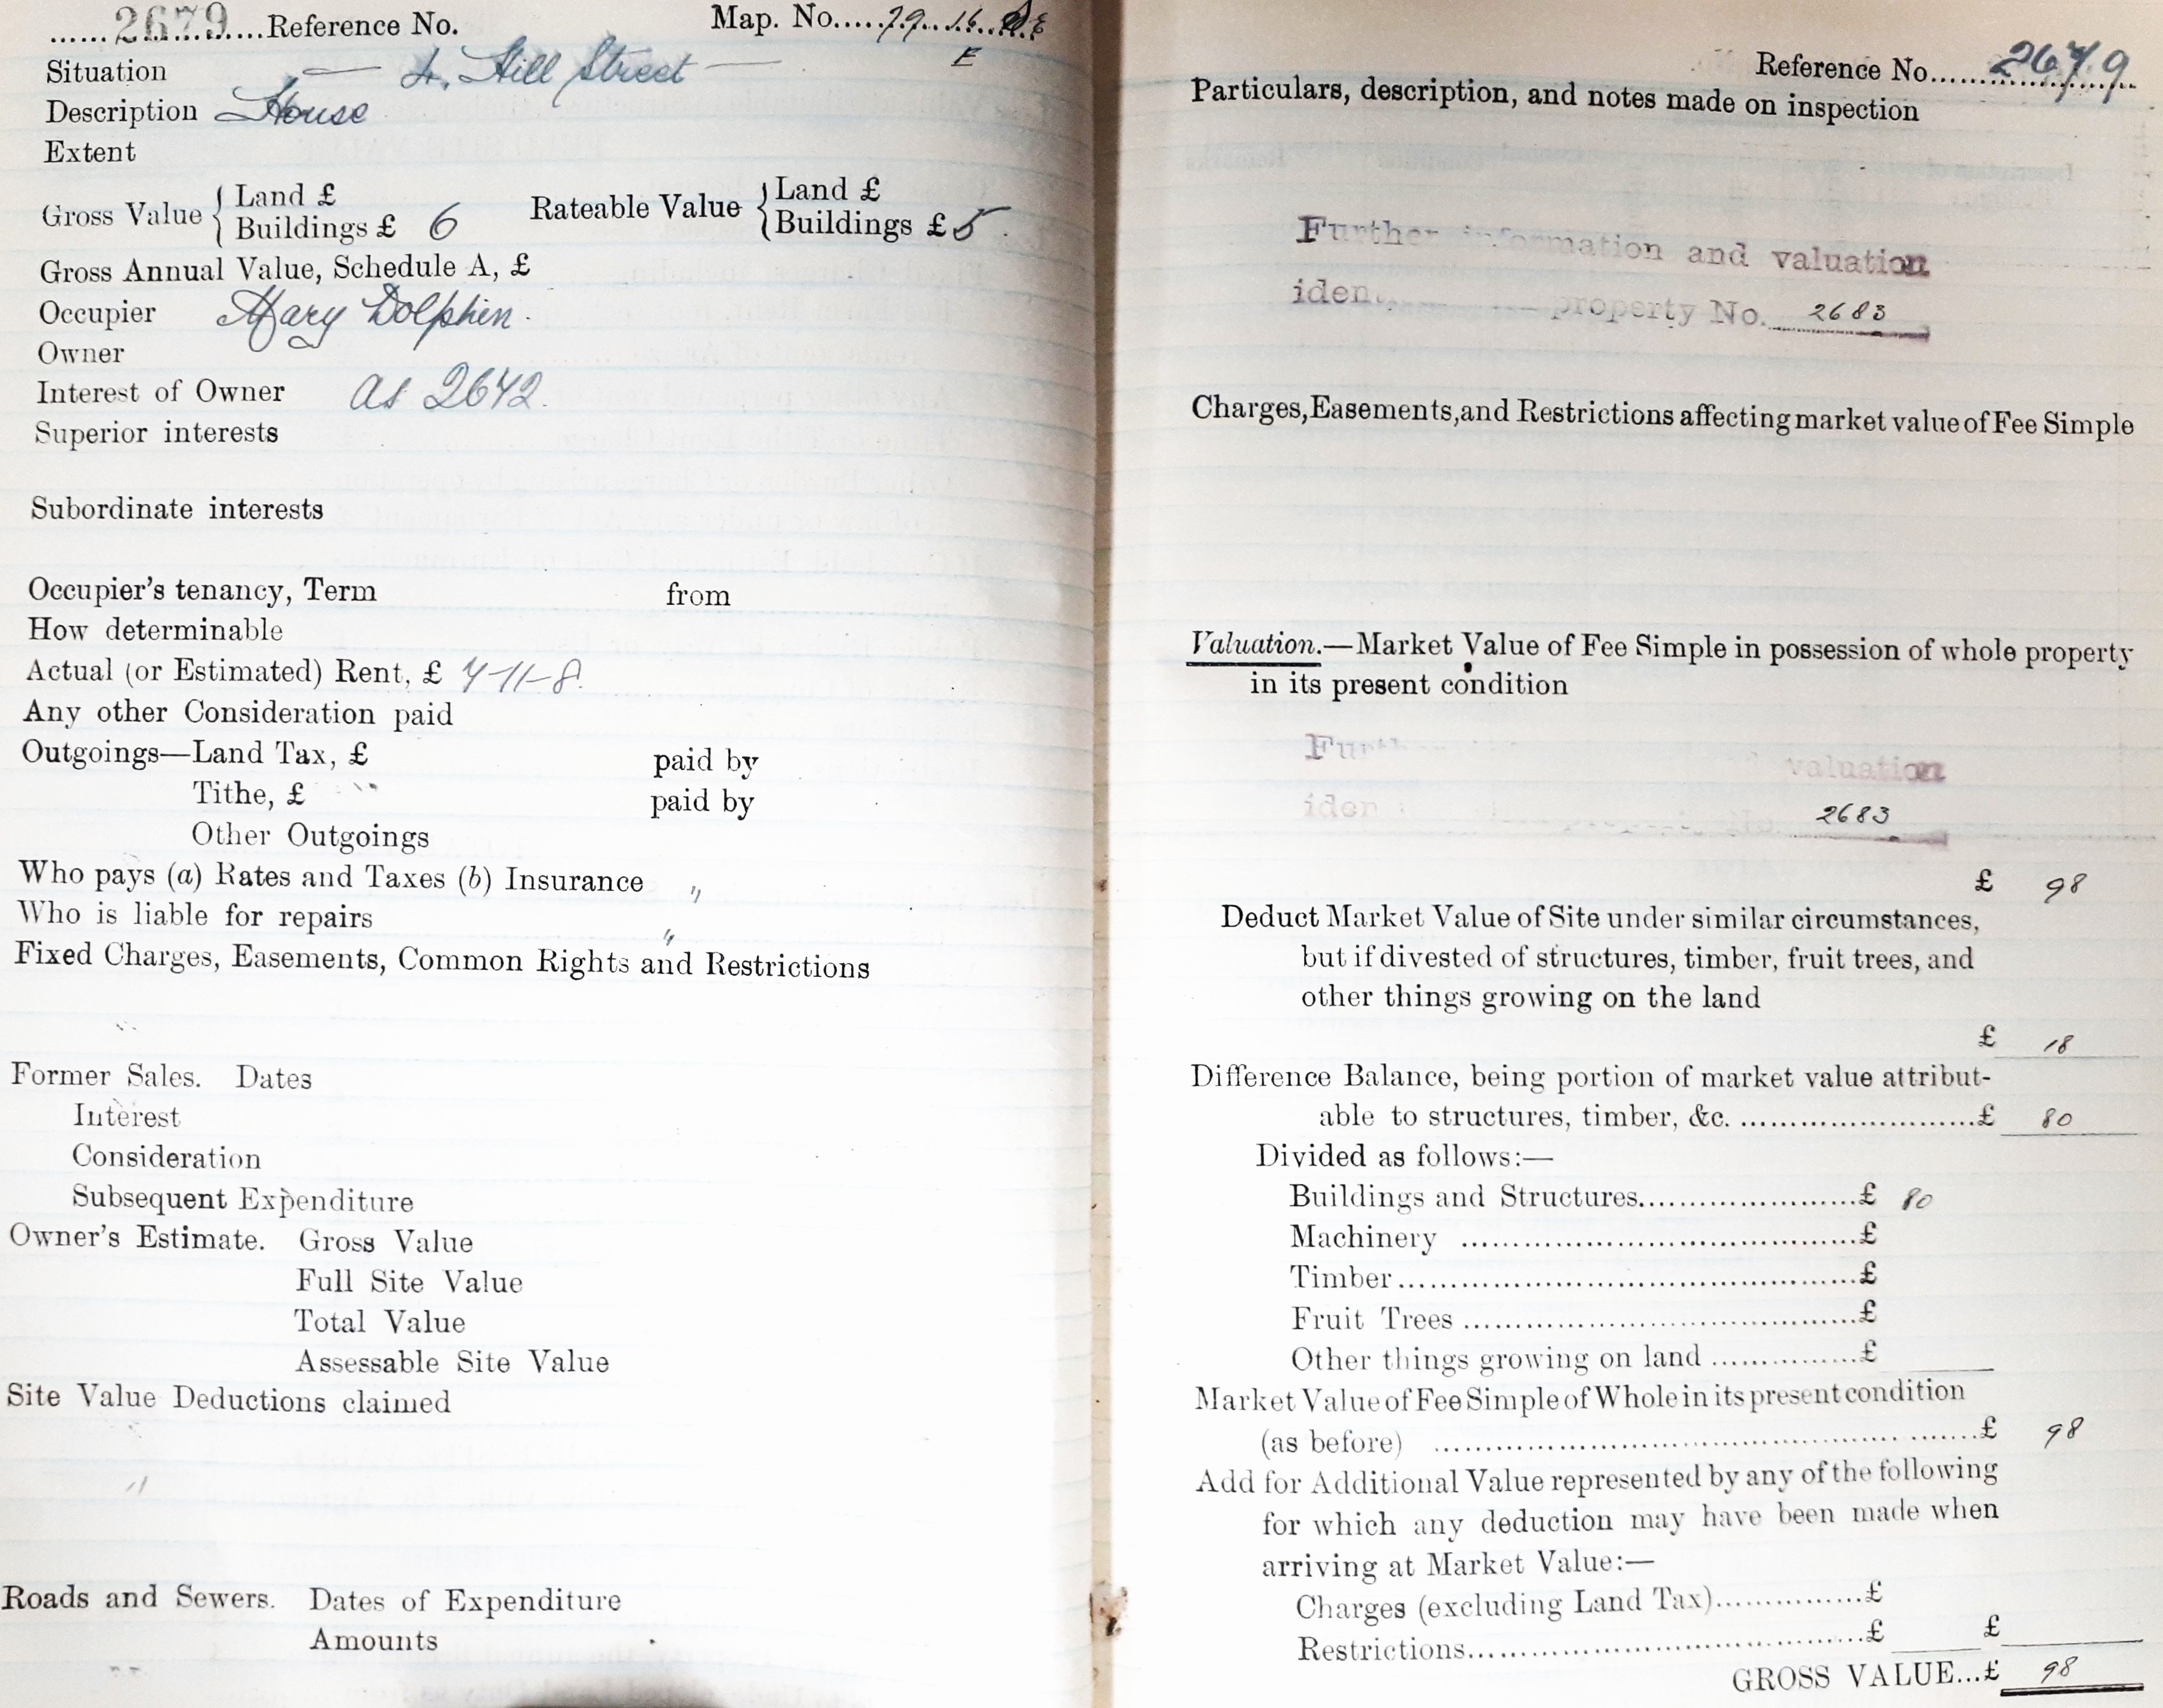 ......2679....Reference No. Map. No.....79.16.
E
Situation — 4, Hill Street —
Description House
Extent
Gross Value { Land £
Buildings £ 6
Rateable Value { Land £
Buildings £ 5.
Gross Annual Value, Schedule A, £
Occupier Mary Dolphin.
Owner
Interest of Owner as 2672.
Superior interests
Subordinate interests
Occupier's tenancy, Term from
How determinable
Actual (or Estimated) Rent, £ 7-11-8.
Any other Consideration paid
Outgoings—Land Tax, £ paid by
Tithe, £ paid by
Other Outgoings
Who pays (a) Rates and Taxes (b) Insurance "
Who is liable for repairs "
Fixed Charges, Easements, Common Rights and Restrictions
Former Sales. Dates
Interest
Consideration
Subsequent Expenditure
Owner's Estimate. Gross Value
Full Site Value
Total Value
Assessable Site Value
Site Value Deductions claimed
Roads and Sewers. Dates of Expenditure
Amounts
Reference No. 2679
Particulars, description, and notes made on inspection
Further information and valuation
iden property No. 2683
Charges, Easements, and Restrictions affecting market value of Fee Simple
Valuation.—Market Value of Fee Simple in possession of whole property
in its present condition
Furth valuation
iden 2683
£ 98
Deduct Market Value of Site under similar circumstances,
but if divested of structures, timber, fruit trees, and
other things growing on the land
£ 18
Difference Balance, being portion of market value attribut-
able to structures, timber, &c. ........................£ 80
Divided as follows:—
Buildings and Structures......................£ 80
Machinery ........................................£
Timber..............................................£
Fruit Trees ........................................£
Other things growing on land ...............£
Market Value of Fee Simple of Whole in its present condition
(as before) ........................................................£ 98
Add for Additional Value represented by any of the following
for which any deduction may have been made when
arriving at Market Value:—
Charges (excluding Land Tax)...............£
Restrictions.........................................£ £
GROSS VALUE...£ 98